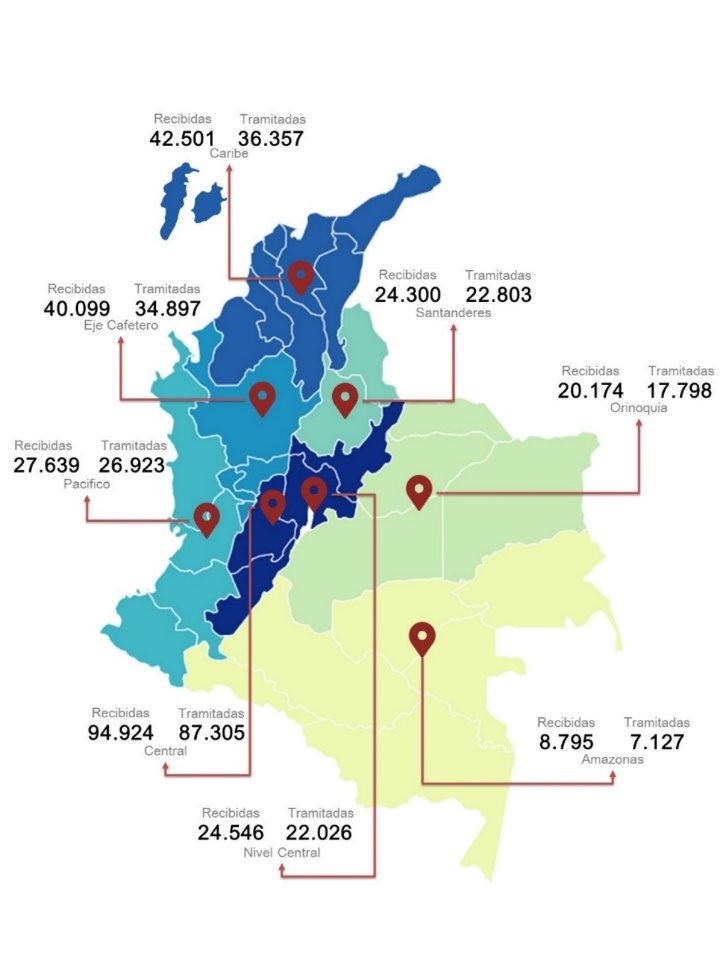 Recibidas Tramitadas
42.501 36.357
Caribe
Recibidas Tramitadas
24.300 22.803
Santanderes
Recibidas Tramitadas
40.099 34.897
Eje Cafetero
Recibidas Tramitadas
20.174 17.798
Orinoquia
Recibidas Tramitadas
27.639 26.923
Pacifico
Recibidas Tramitadas
94.924 87.305
Central
Recibidas Tramitadas
8.795 7.127
Amazonas
Recibidas Tramitadas
24.546 22.026
Nivel Central